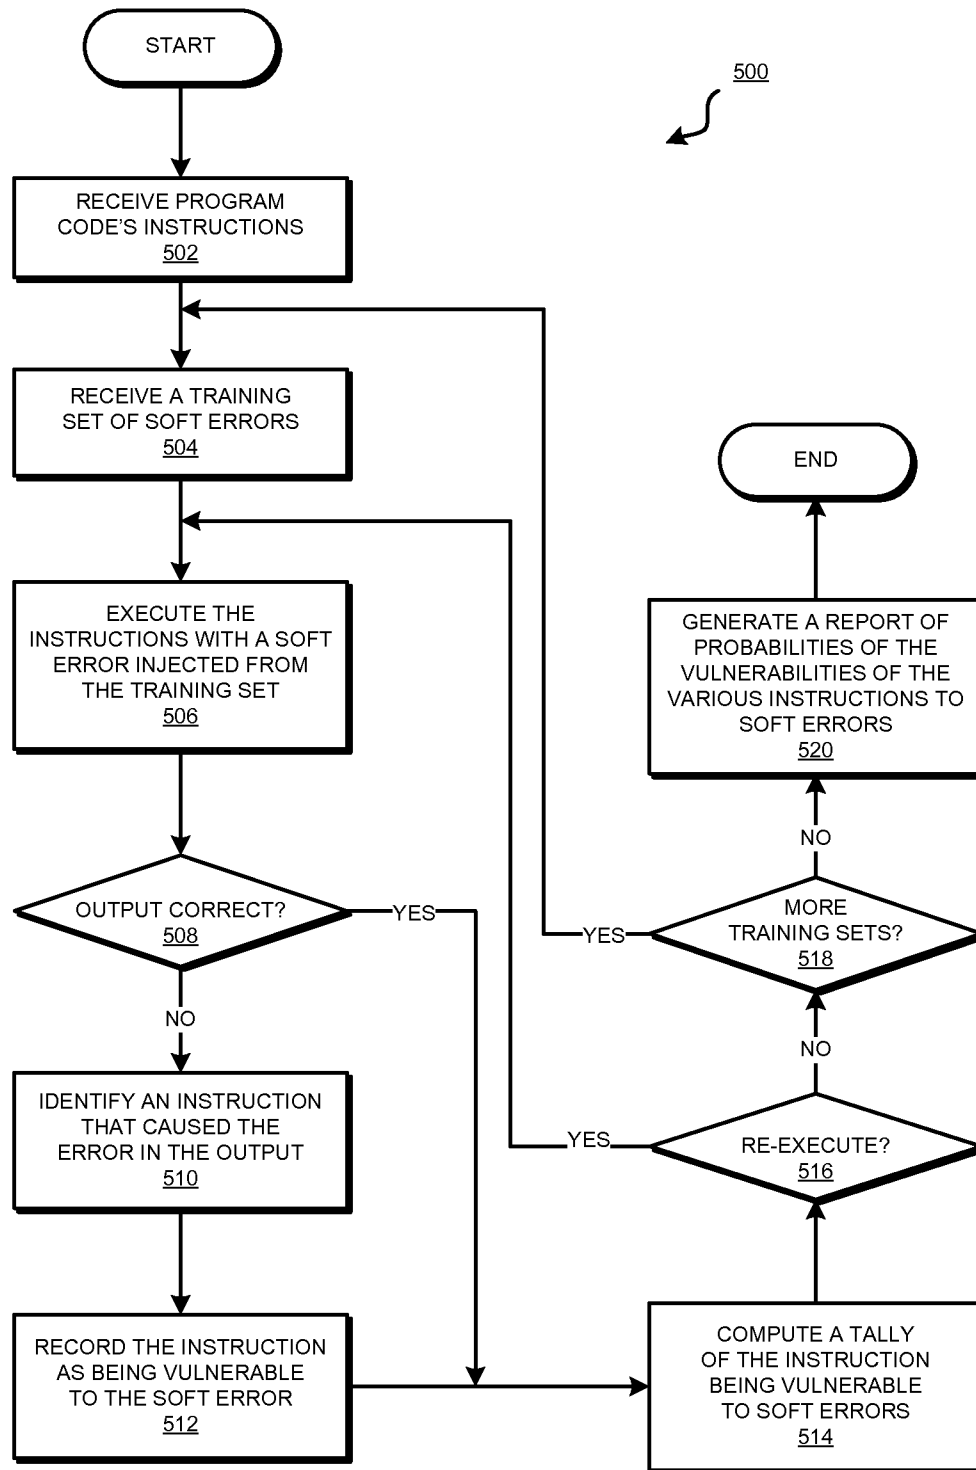 START
500
RECEIVE PROGRAM
CODE'S INSTRUCTIONS
502
RECEIVE A TRAINING
SET OF SOFT ERRORS
504
EXECUTE THE
INSTRUCTIONS WITH A SOFT
ERROR INJECTED FROM
THE TRAINING SET
506
OUTPUT CORRECT?
508
YES
NO
IDENTIFY AN INSTRUCTION
THAT CAUSED THE
ERROR IN THE OUTPUT
510
RECORD THE INSTRUCTION
AS BEING VULNERABLE
TO THE SOFT ERROR
512
COMPUTE A TALLY
OF THE INSTRUCTION
BEING VULNERABLE
TO SOFT ERRORS
514
RE-EXECUTE?
516
YES
NO
MORE
TRAINING SETS?
518
YES
NO
GENERATE A REPORT OF
PROBABILITIES OF THE
VULNERABILITIES OF THE
VARIOUS INSTRUCTIONS TO
SOFT ERRORS
520
END